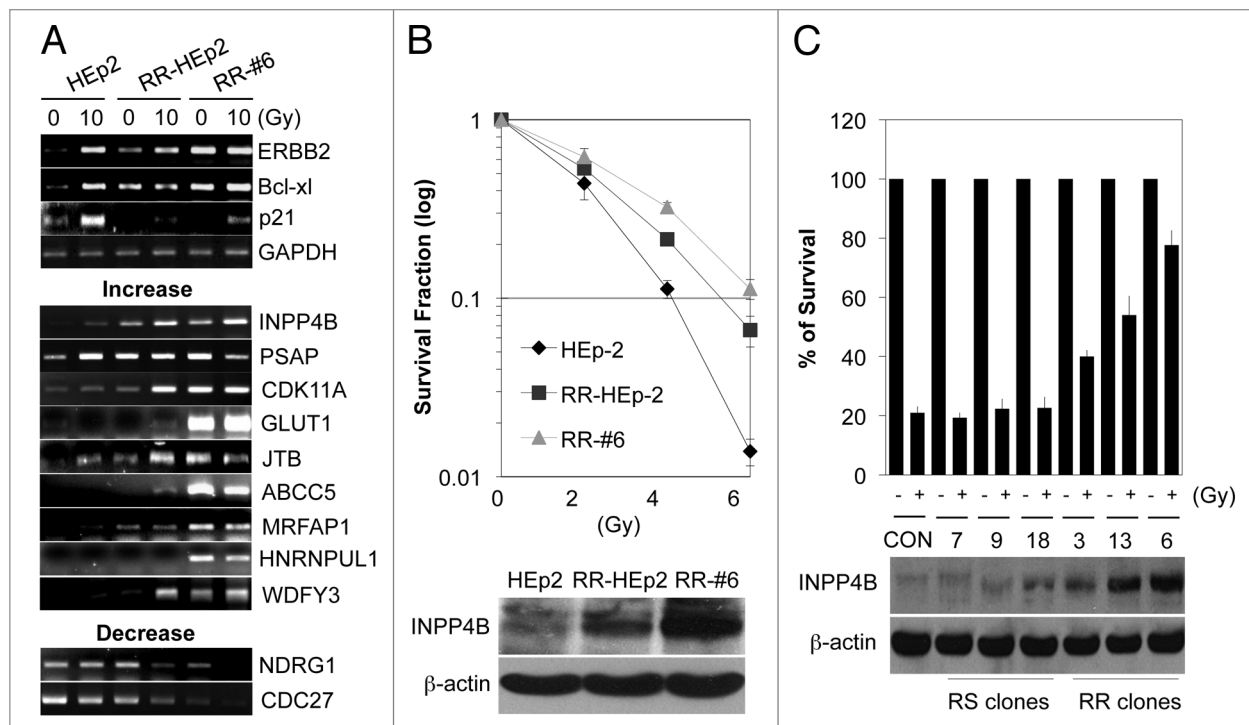 A
HEp2 RR-HEp2 RR-#6
0 10 0 10 0 10 (Gy)
ERBB2
Bcl-xl
p21
GAPDH
Increase
INPP4B
PSAP
CDK11A
GLUT1
JTB
ABCC5
MRFAP1
HNRNPUL1
WDFY3
Decrease
NDRG1
CDC27
B
Survival Fraction (log)
1
0.1
0.01
HEp-2
RR-HEp-2
RR-#6
0 2 4 6
(Gy)
HEp2 RR-HEp2 RR-#6
INPP4B
β-actin
C
% of Survival
120
100
80
60
40
20
0
- + - + - + - + - + - + - + (Gy)
CON 7 9 18 3 13 6
INPP4B
β-actin
RS clones RR clones